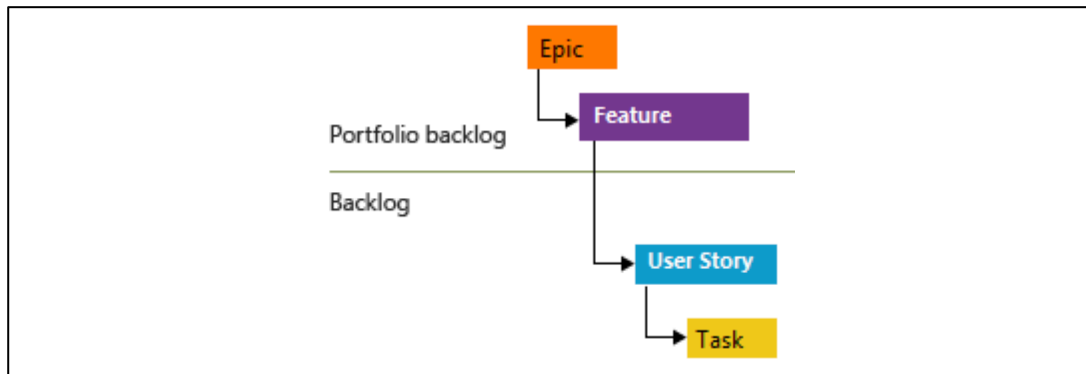 Epic
Feature
Portfolio backlog
Backlog
User Story
Task